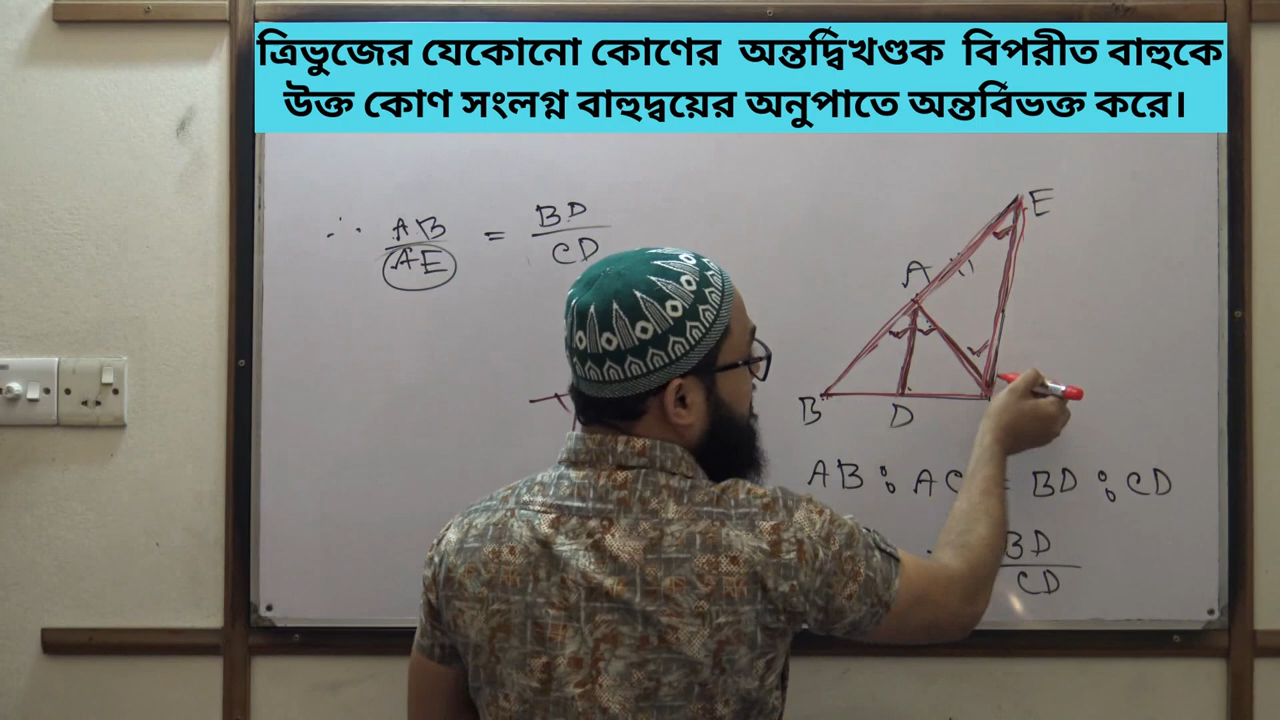 ত্রিভুজের যেকোনো কোণের অন্তর্দ্বিখণ্ডক বিপরীত বাহুকে
উক্ত কোণ সংলগ্ন বাহুদ্বয়ের অনুপাতে অন্তর্বিভক্ত করে।
∴ AB/AE = BD/CD
E
A
B
D
AB : AC = BD : CD
BD/CD